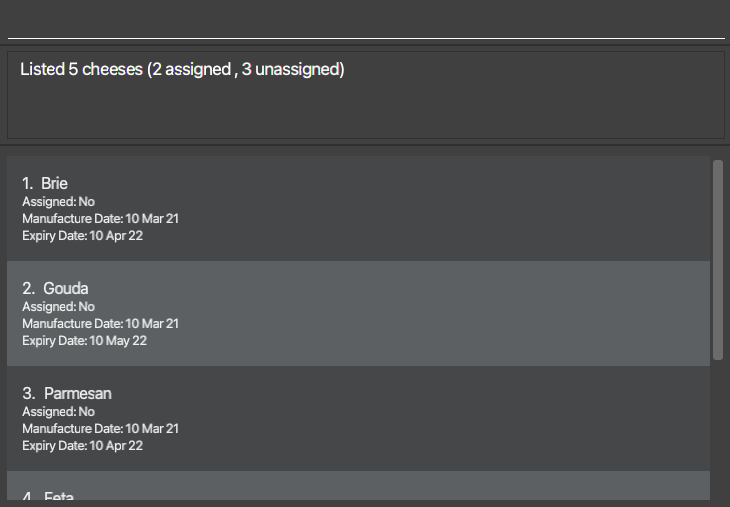 Listed 5 cheeses (2 assigned , 3 unassigned)
1. Brie
Assigned: No
Manufacture Date: 10 Mar 21
Expiry Date: 10 Apr 22
2. Gouda
Assigned: No
Manufacture Date: 10 Mar 21
Expiry Date: 10 May 22
3. Parmesan
Assigned: No
Manufacture Date: 10 Mar 21
Expiry Date: 10 Apr 22
4. Feta